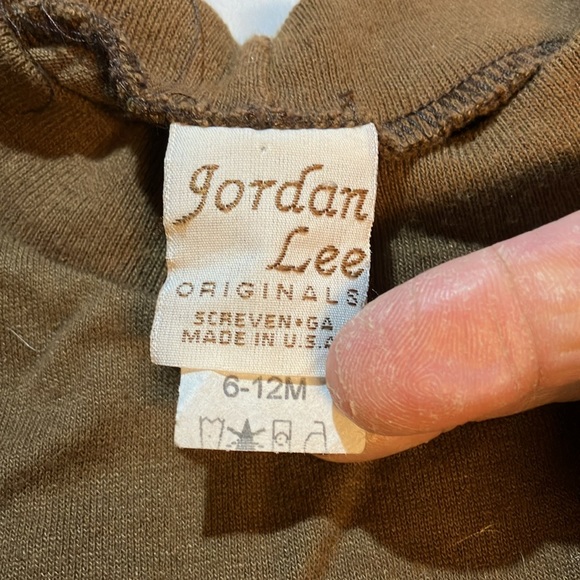 Jordan
Lee
ORIGINALS
SCREVEN•GA
MADE IN U.S.A
6-12M